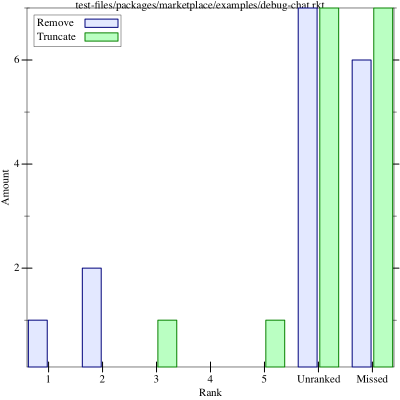 test-files/packages/marketplace/examples/debug-chat.rkt
Remove
Truncate
6
4
2
Amount
1 2 3 4 5 Unranked Missed
Rank